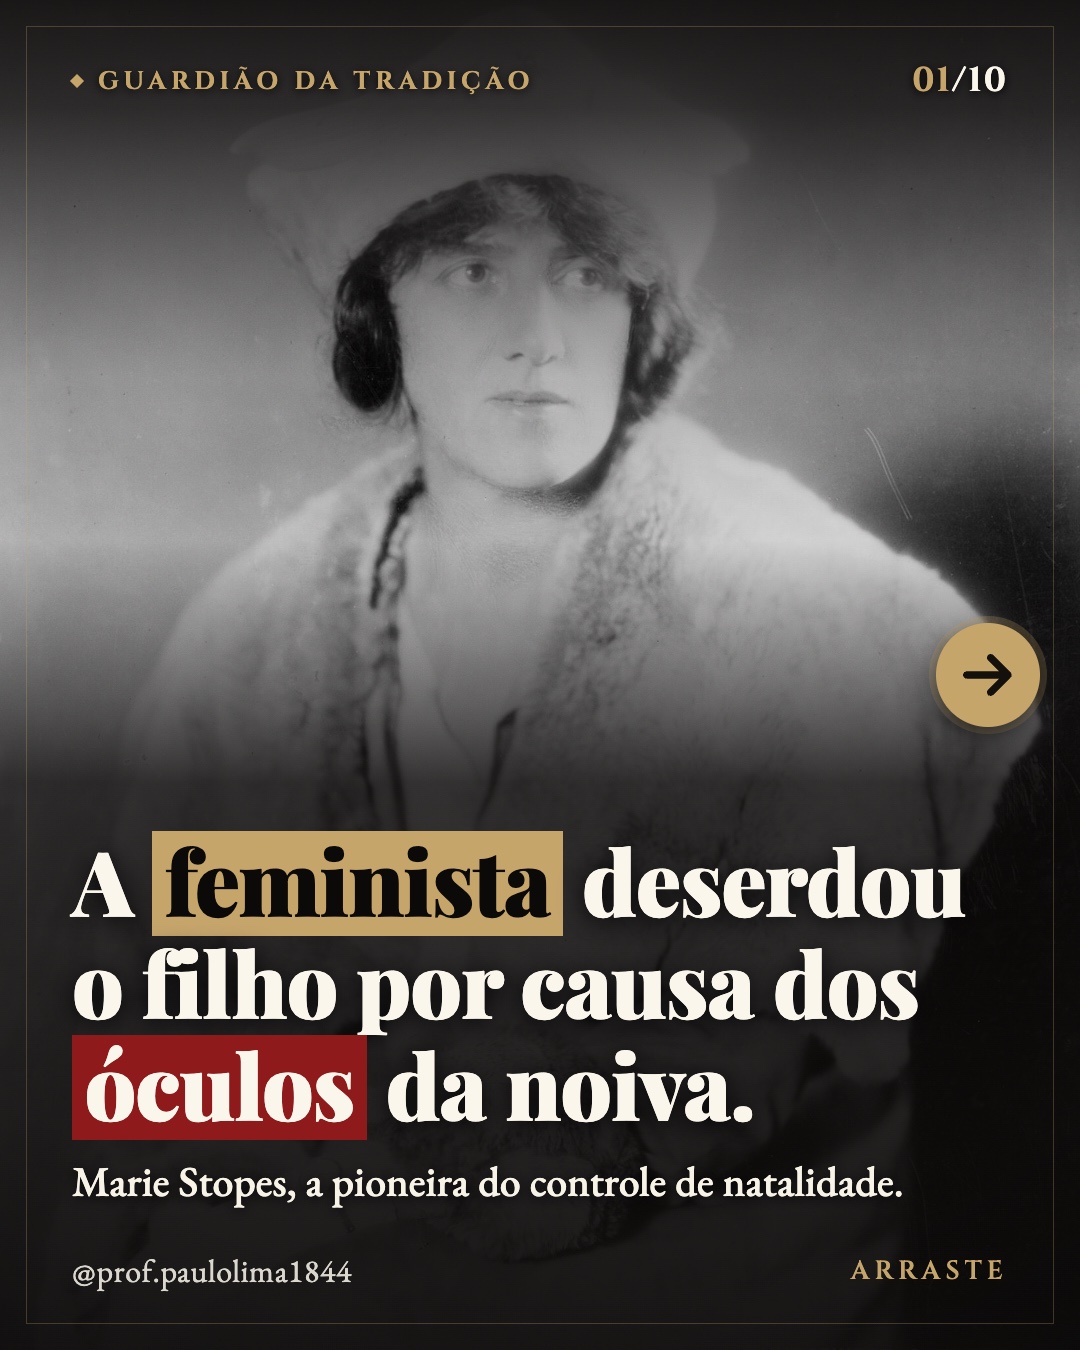 ◆ GUARDIÃO DA TRADIÇÃO
01/10
A feminista deserdou
o filho por causa dos
óculos da noiva.
Marie Stopes, a pioneira do controle de natalidade.
@prof.paulolima1844
ARRASTE